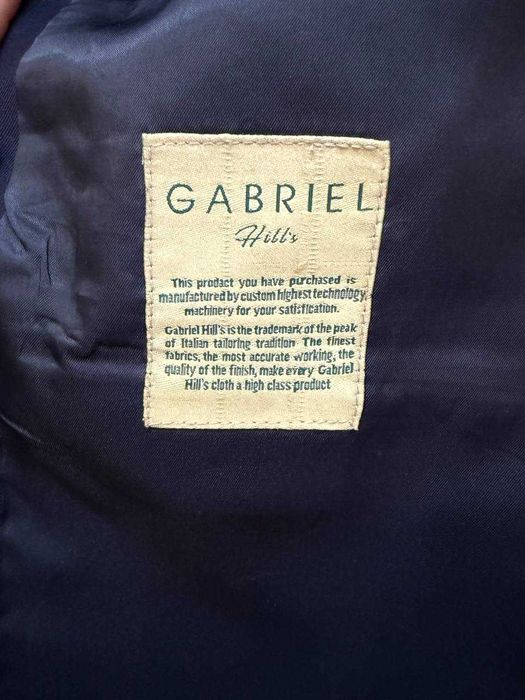 GABRIEL
Hill's
This product you have purchased is
manufactured by custom highest technology,
machinery for your satisfication.
Gabriel Hill's is the trademark of the peak
of Italian tailoring tradition The finest
fabrics, the most accurate working, the
quality of the finish, make every Gabriel
Hill's cloth a high class product